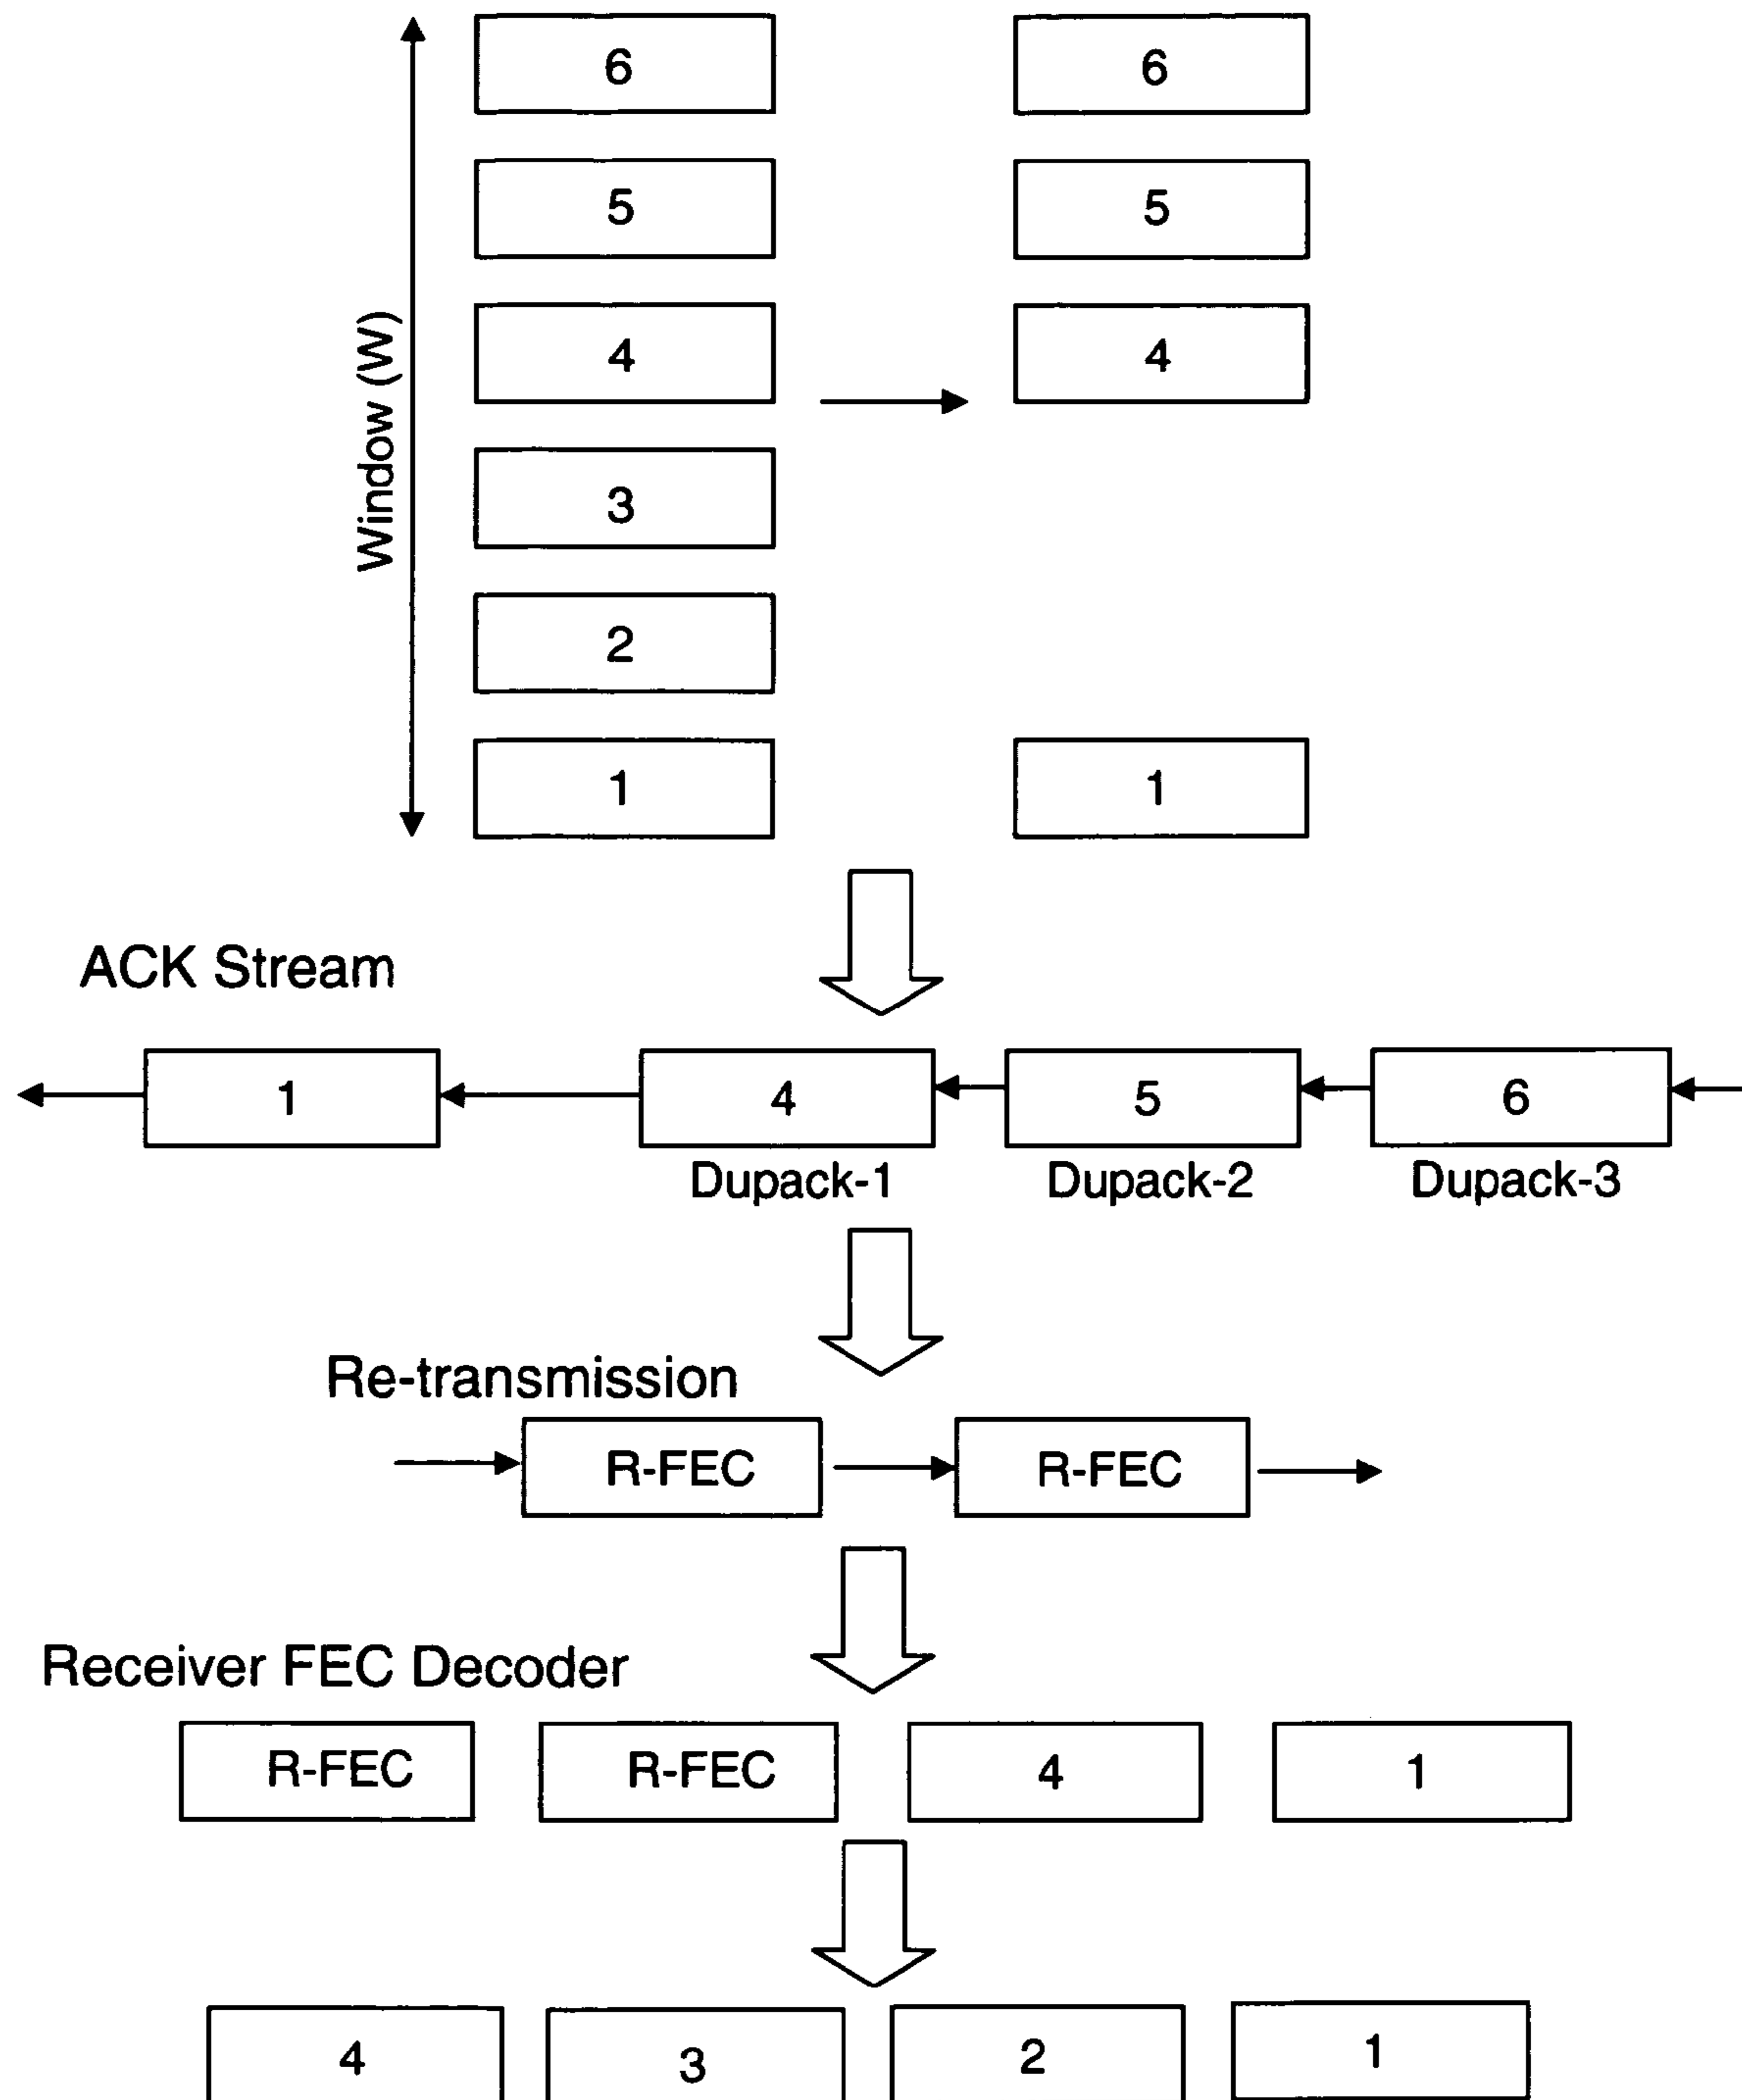 6 6
5 5
4 4
Window (W)
3
2
1 1
ACK Stream
1 4 5 6
Dupack-1 Dupack-2 Dupack-3
Re-transmission
R-FEC R-FEC
Receiver FEC Decoder
R-FEC R-FEC 4 1
4 3 2 1